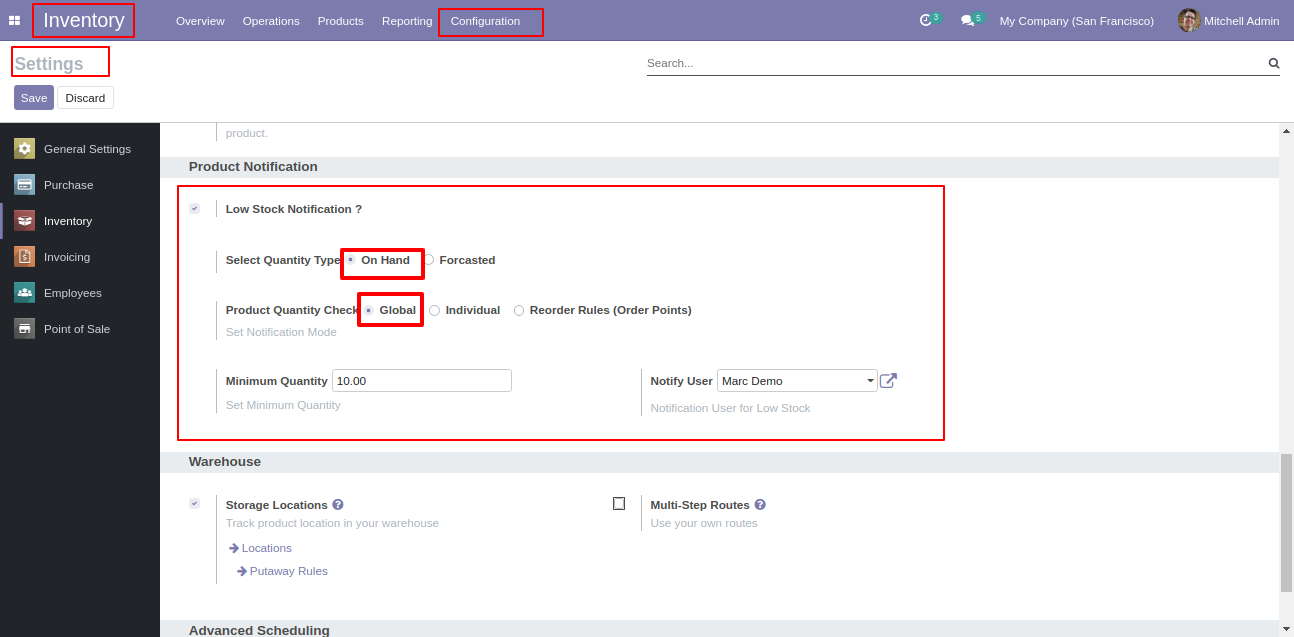 Inventory Overview Operations Products Reporting Configuration 3 5 My Company (San Francisco) Mitchell Admin
Settings
Search...
Save Discard
General Settings
Purchase
Inventory
Invoicing
Employees
Point of Sale
product.
Product Notification
Low Stock Notification ?
Select Quantity Type On Hand Forcasted
Product Quantity Check Global Individual Reorder Rules (Order Points)
Set Notification Mode
Minimum Quantity 10.00
Set Minimum Quantity
Notify User Marc Demo
Notification User for Low Stock
Warehouse
Storage Locations ?
Track product location in your warehouse
Locations
Putaway Rules
Multi-Step Routes ?
Use your own routes
Advanced Scheduling